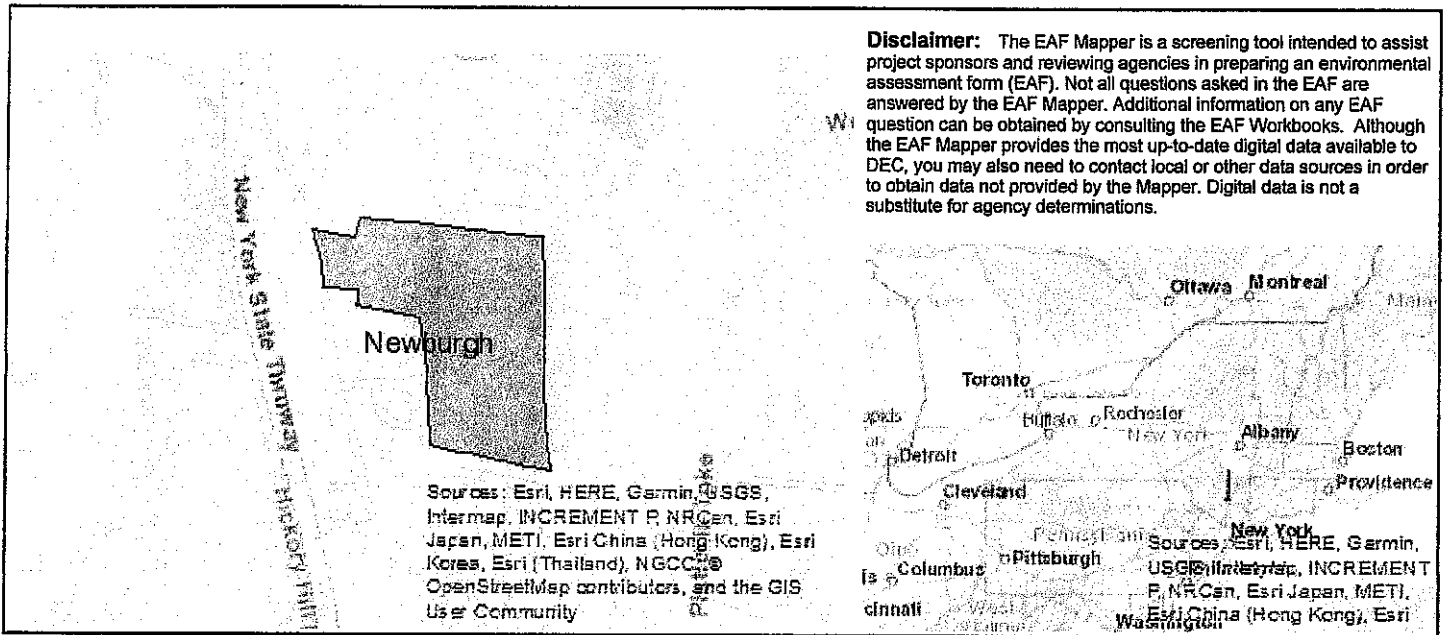 Disclaimer: The EAF Mapper is a screening tool intended to assist
project sponsors and reviewing agencies in preparing an environmental
assessment form (EAF). Not all questions asked in the EAF are
answered by the EAF Mapper. Additional information on any EAF
question can be obtained by consulting the EAF Workbooks. Although
the EAF Mapper provides the most up-to-date digital data available to
DEC, you may also need to contact local or other data sources in order
to obtain data not provided by the Mapper. Digital data is not a
substitute for agency determinations.
New York State Thruway
Newburgh
Sources: Esri, HERE, Garmin, USGS,
Intermap, INCREMENT P, NRCan, Esri
Japan, METI, Esri China (Hong Kong), Esri
Korea, Esri (Thailand), NGCC, ©
OpenStreetMap contributors, and the GIS
User Community
Ottawa
Montreal
Toronto
Buffalo
Rochester
New York
Albany
Boston
Detroit
Providence
Cleveland
New York
Pittsburgh
Columbus
cinnati
Washington
Sources: Esri, HERE, Garmin,
USGS, Intermap, INCREMENT
P, NRCan, Esri Japan, METI,
Esri China (Hong Kong), Esri